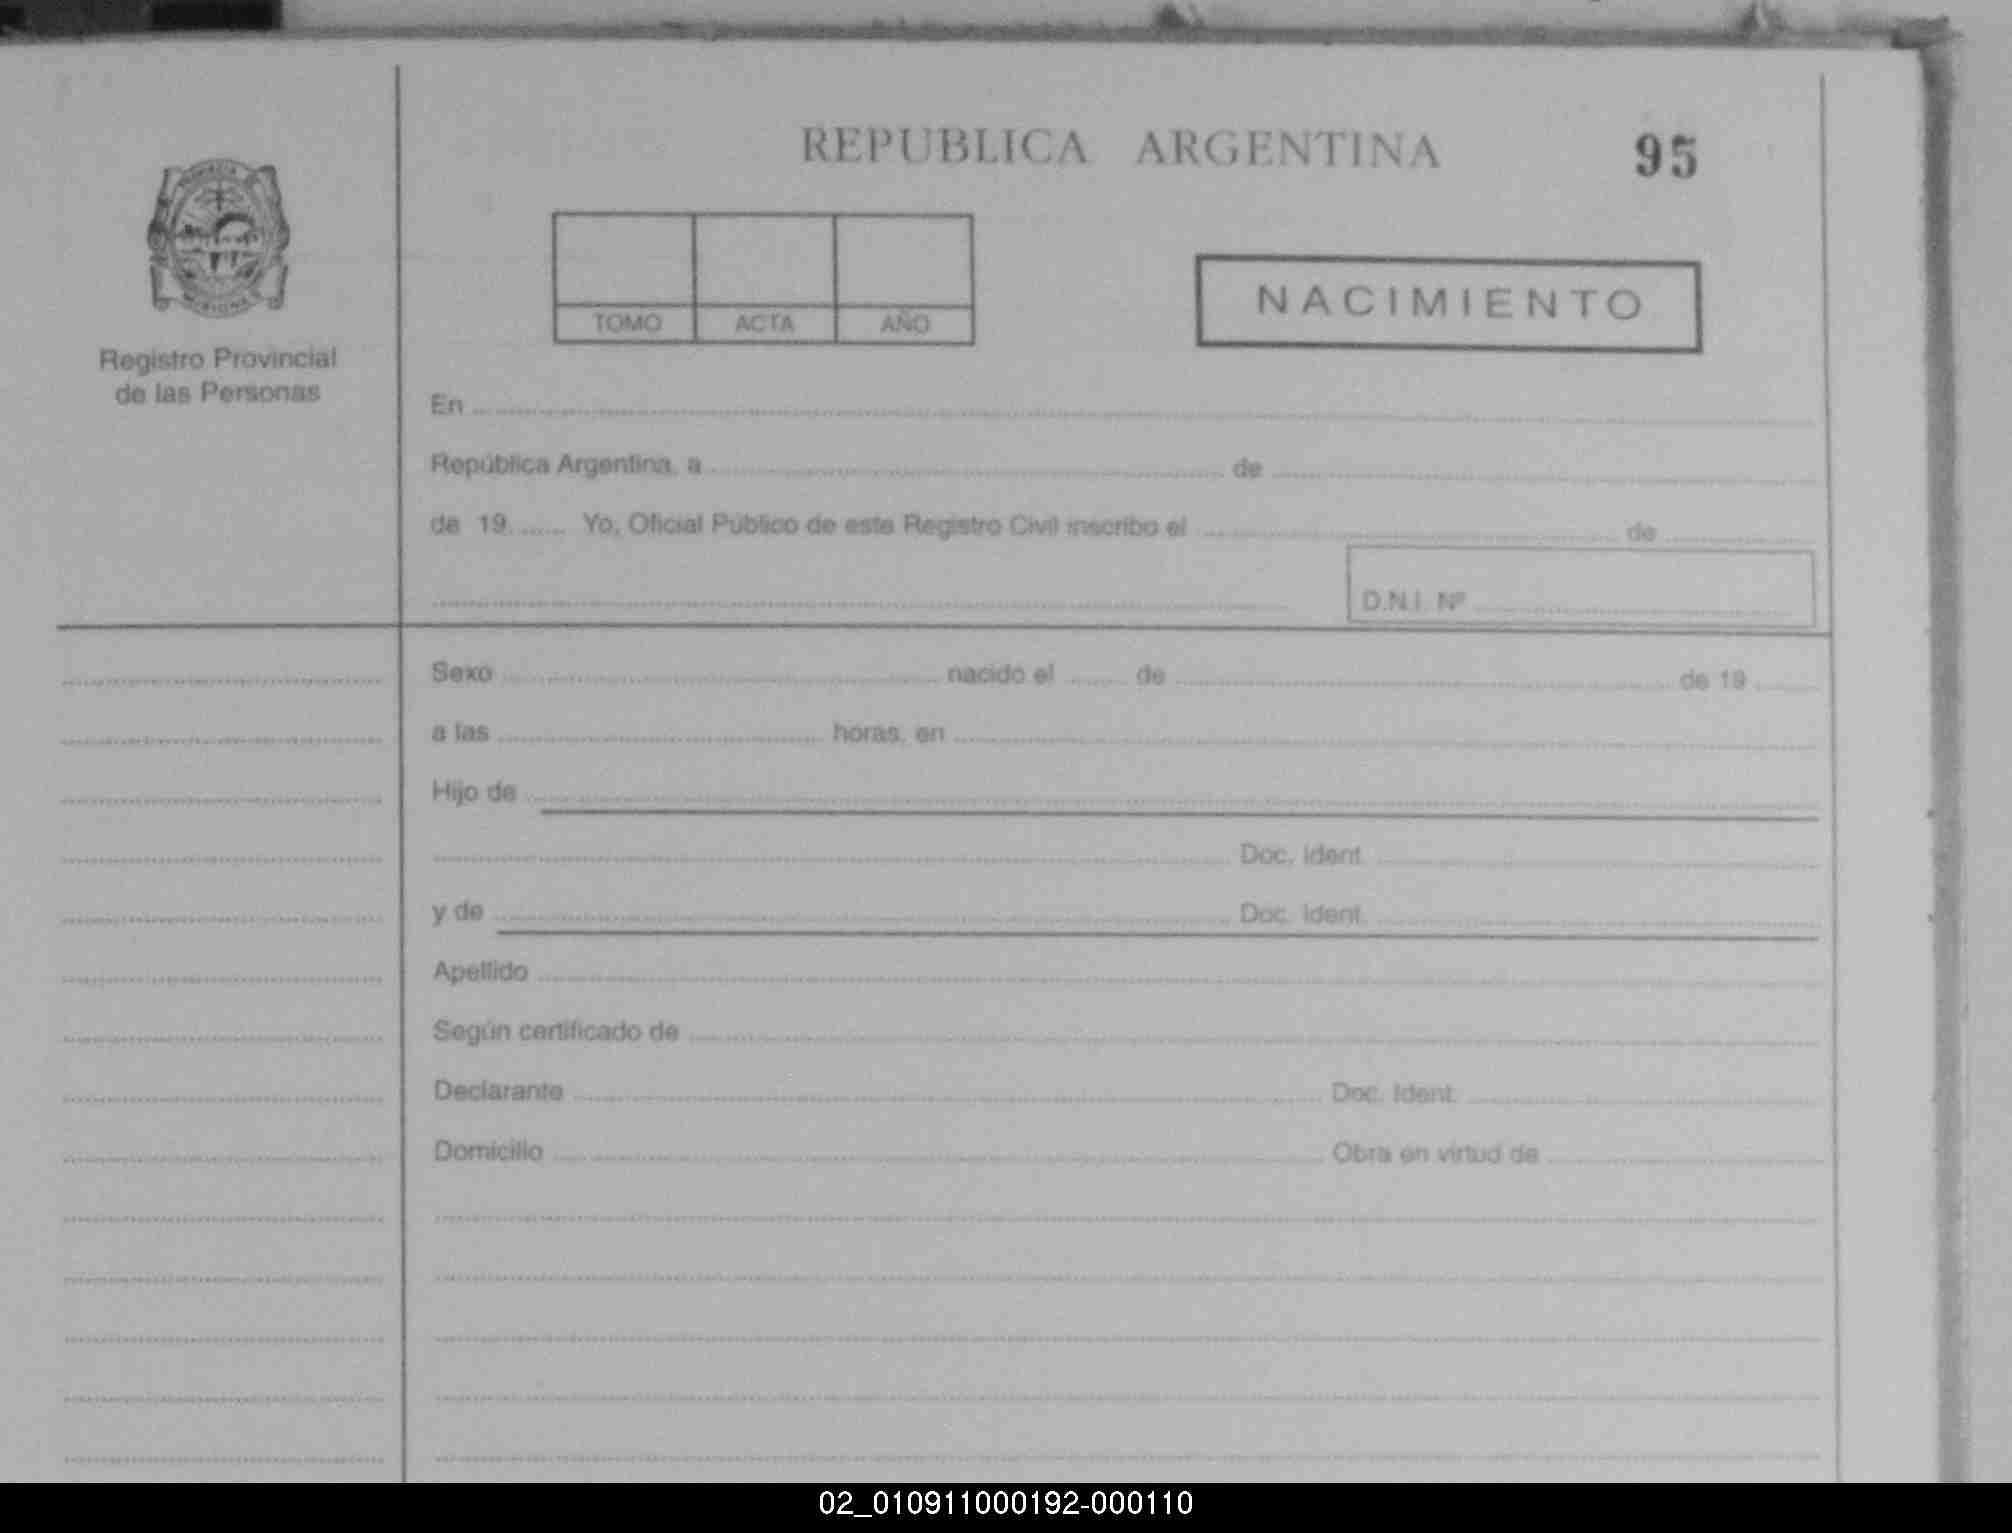 REPUBLICA ARGENTINA 95
PROVINCIA DE
MISIONES
Registro Provincial
de las Personas
TOMO ACTA AÑO
NACIMIENTO
En
República Argentina, a de
de 19 Yo, Oficial Público de este Registro Civil inscribo el de
D.N.I. Nº
Sexo nacido el de de 19
a las horas, en
Hijo de
Doc. Ident.
y de Doc. Ident.
Apellido
Según certificado de
Declarante Doc. Ident.
Domicilio Obra en virtud de
02_010911000192-000110